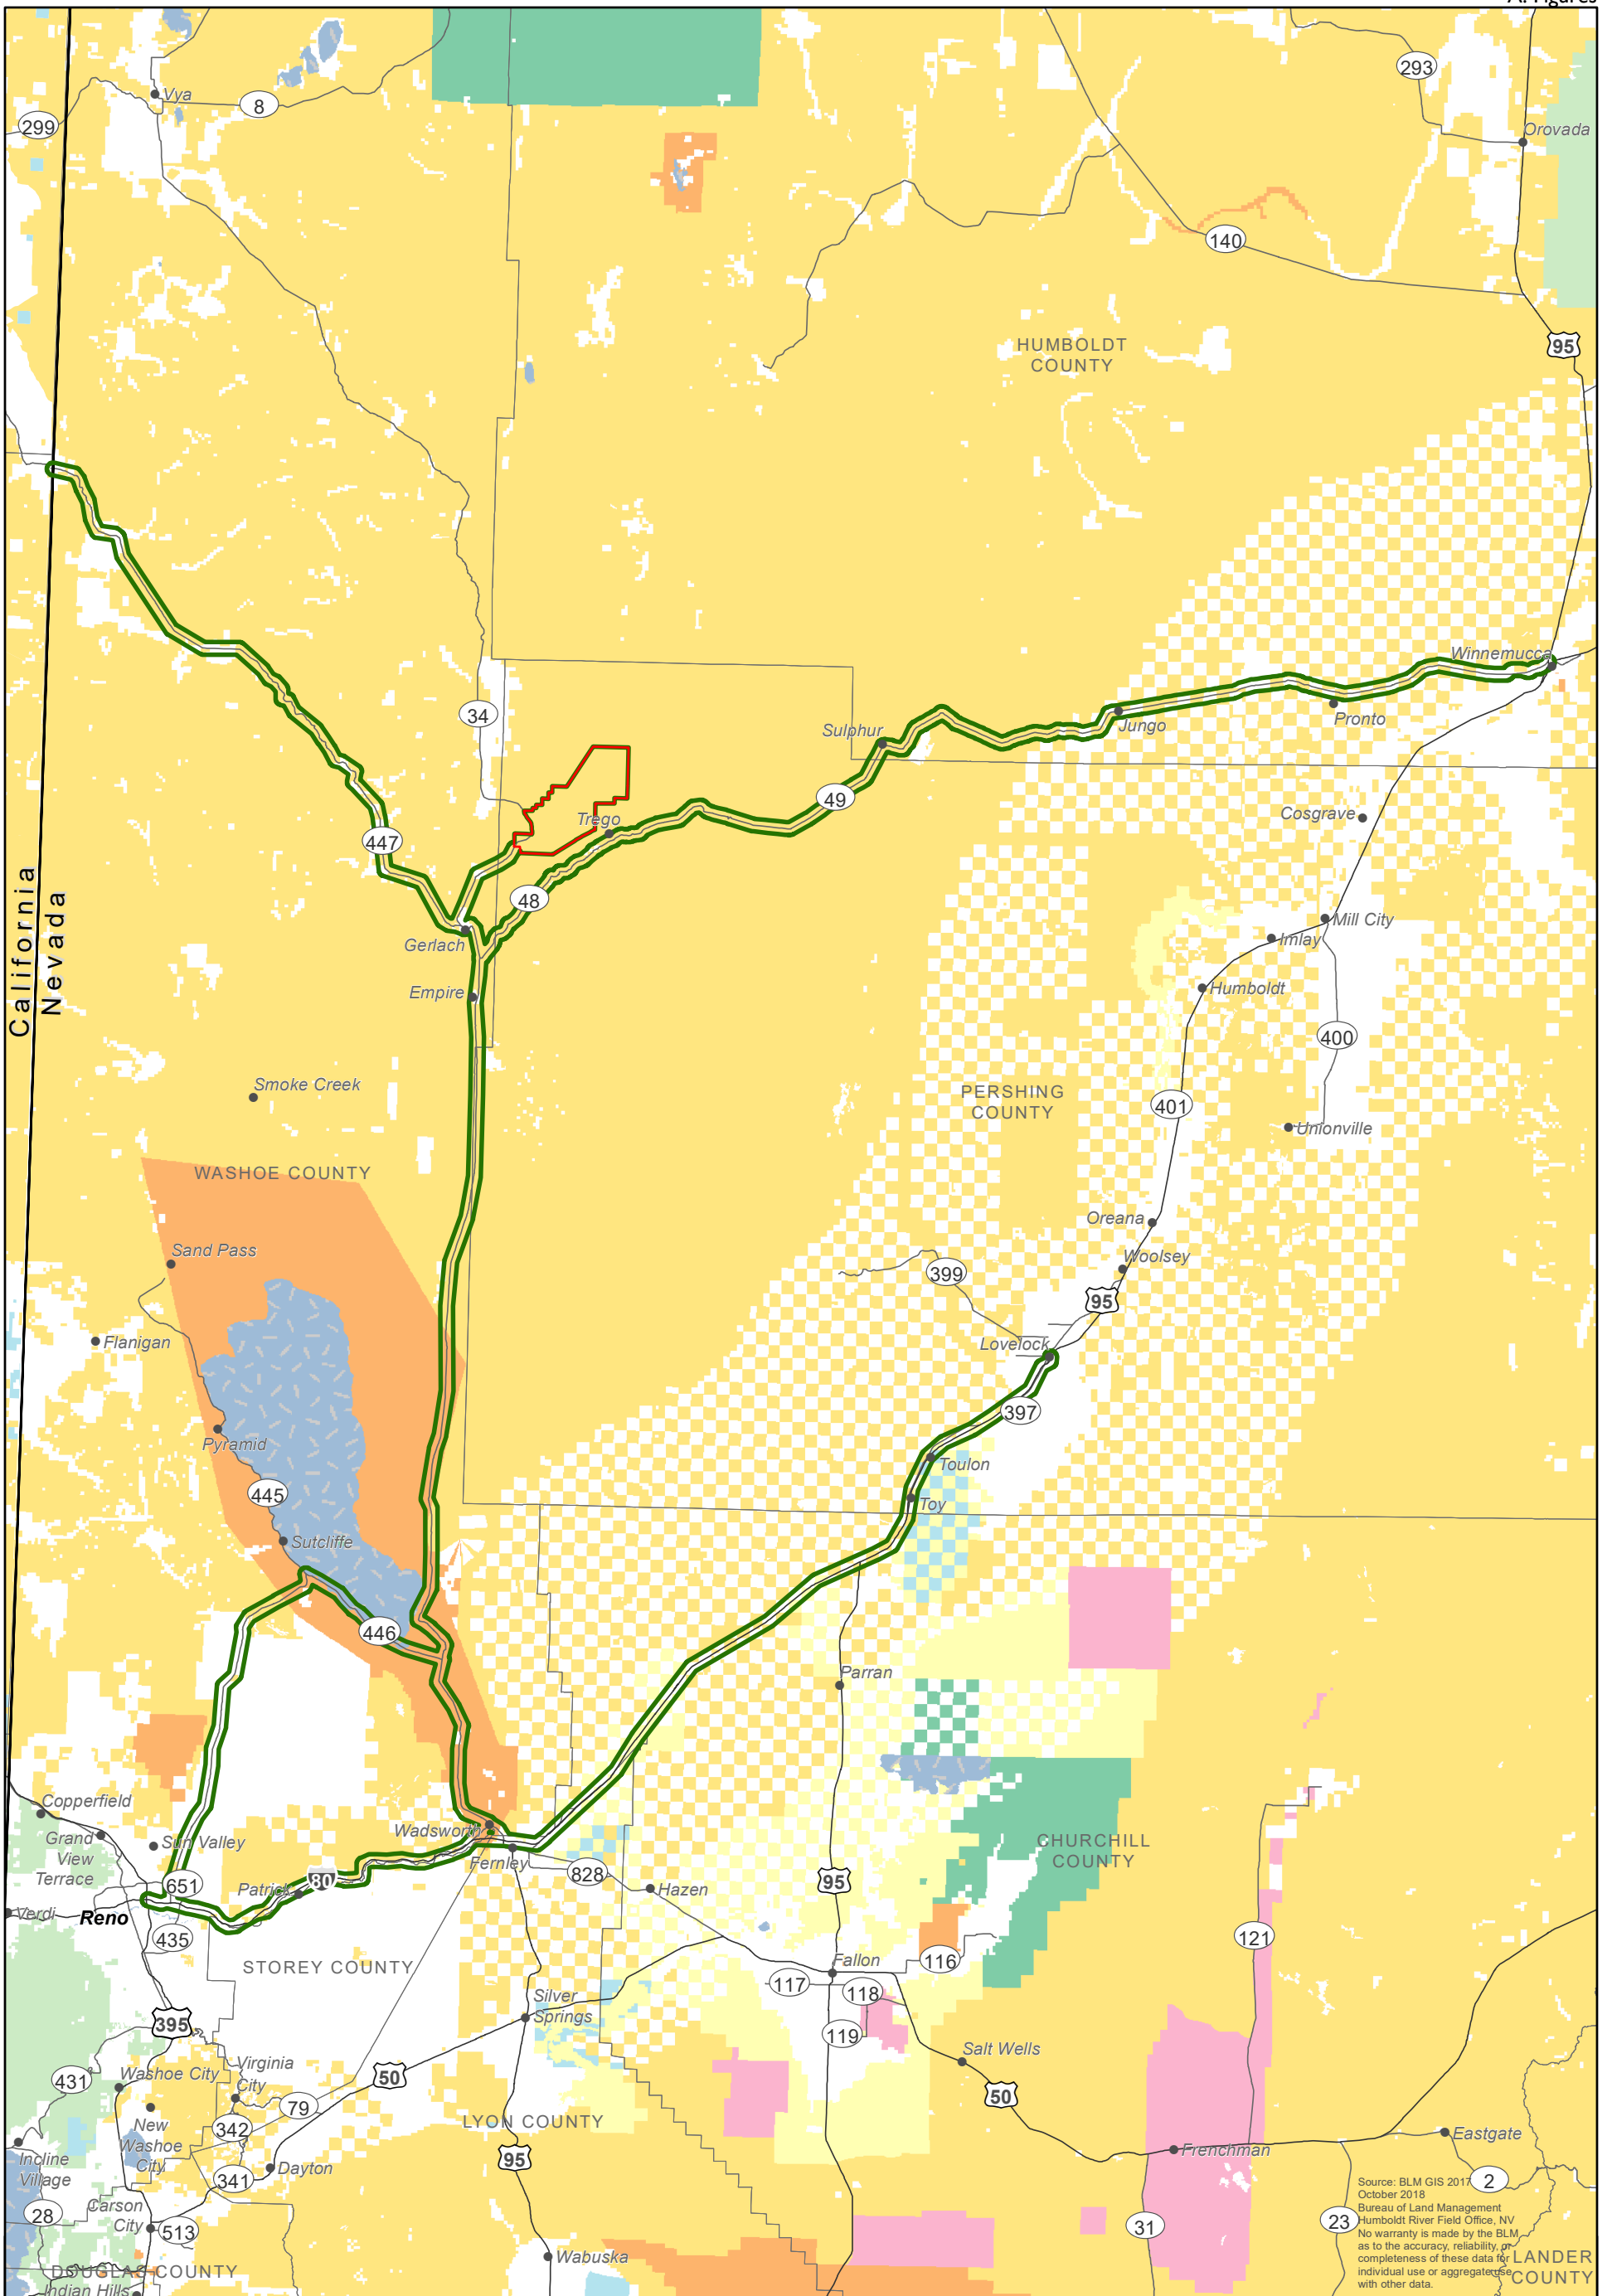 A. Figures
Vya
8
299
293
Orovada
140
HUMBOLDT
COUNTY
95
Winnemucca
34
Sulphur
Jungo
Pronto
49
Trego
447
Cosgrave
48
Gerlach
Mill City
Imlay
California
Nevada
Empire
Humboldt
400
Smoke Creek
PERSHING
COUNTY
401
Unionville
WASHOE COUNTY
Oreana
Sand Pass
Woolsey
399
95
Flanigan
Lovelock
397
Pyramid
Toulon
445
Toy
Sutcliffe
446
Parran
Copperfield
Grand
View
Terrace
Sun Valley
Wadsworth
Fernley
CHURCHILL
COUNTY
828
80
651
Patrick
95
Hazen
Verdi
Reno
435
121
STOREY COUNTY
Fallon
116
117
118
Silver
Springs
395
119
Salt Wells
431
Washoe City
Virginia
City
50
79
50
342
LYON COUNTY
New
Washoe
City
Eastgate
Frenchman
Incline
Village
341
Dayton
95
2
28
Carson
City
513
31
23
Source: BLM GIS 2017
October 2018
Bureau of Land Management
Humboldt River Field Office, NV
No warranty is made by the BLM
as to the accuracy, reliability, or
completeness of these data for
individual use or aggregate use
with other data.
LANDER
COUNTY
Wabuska
DOUGLAS COUNTY
Indian Hills